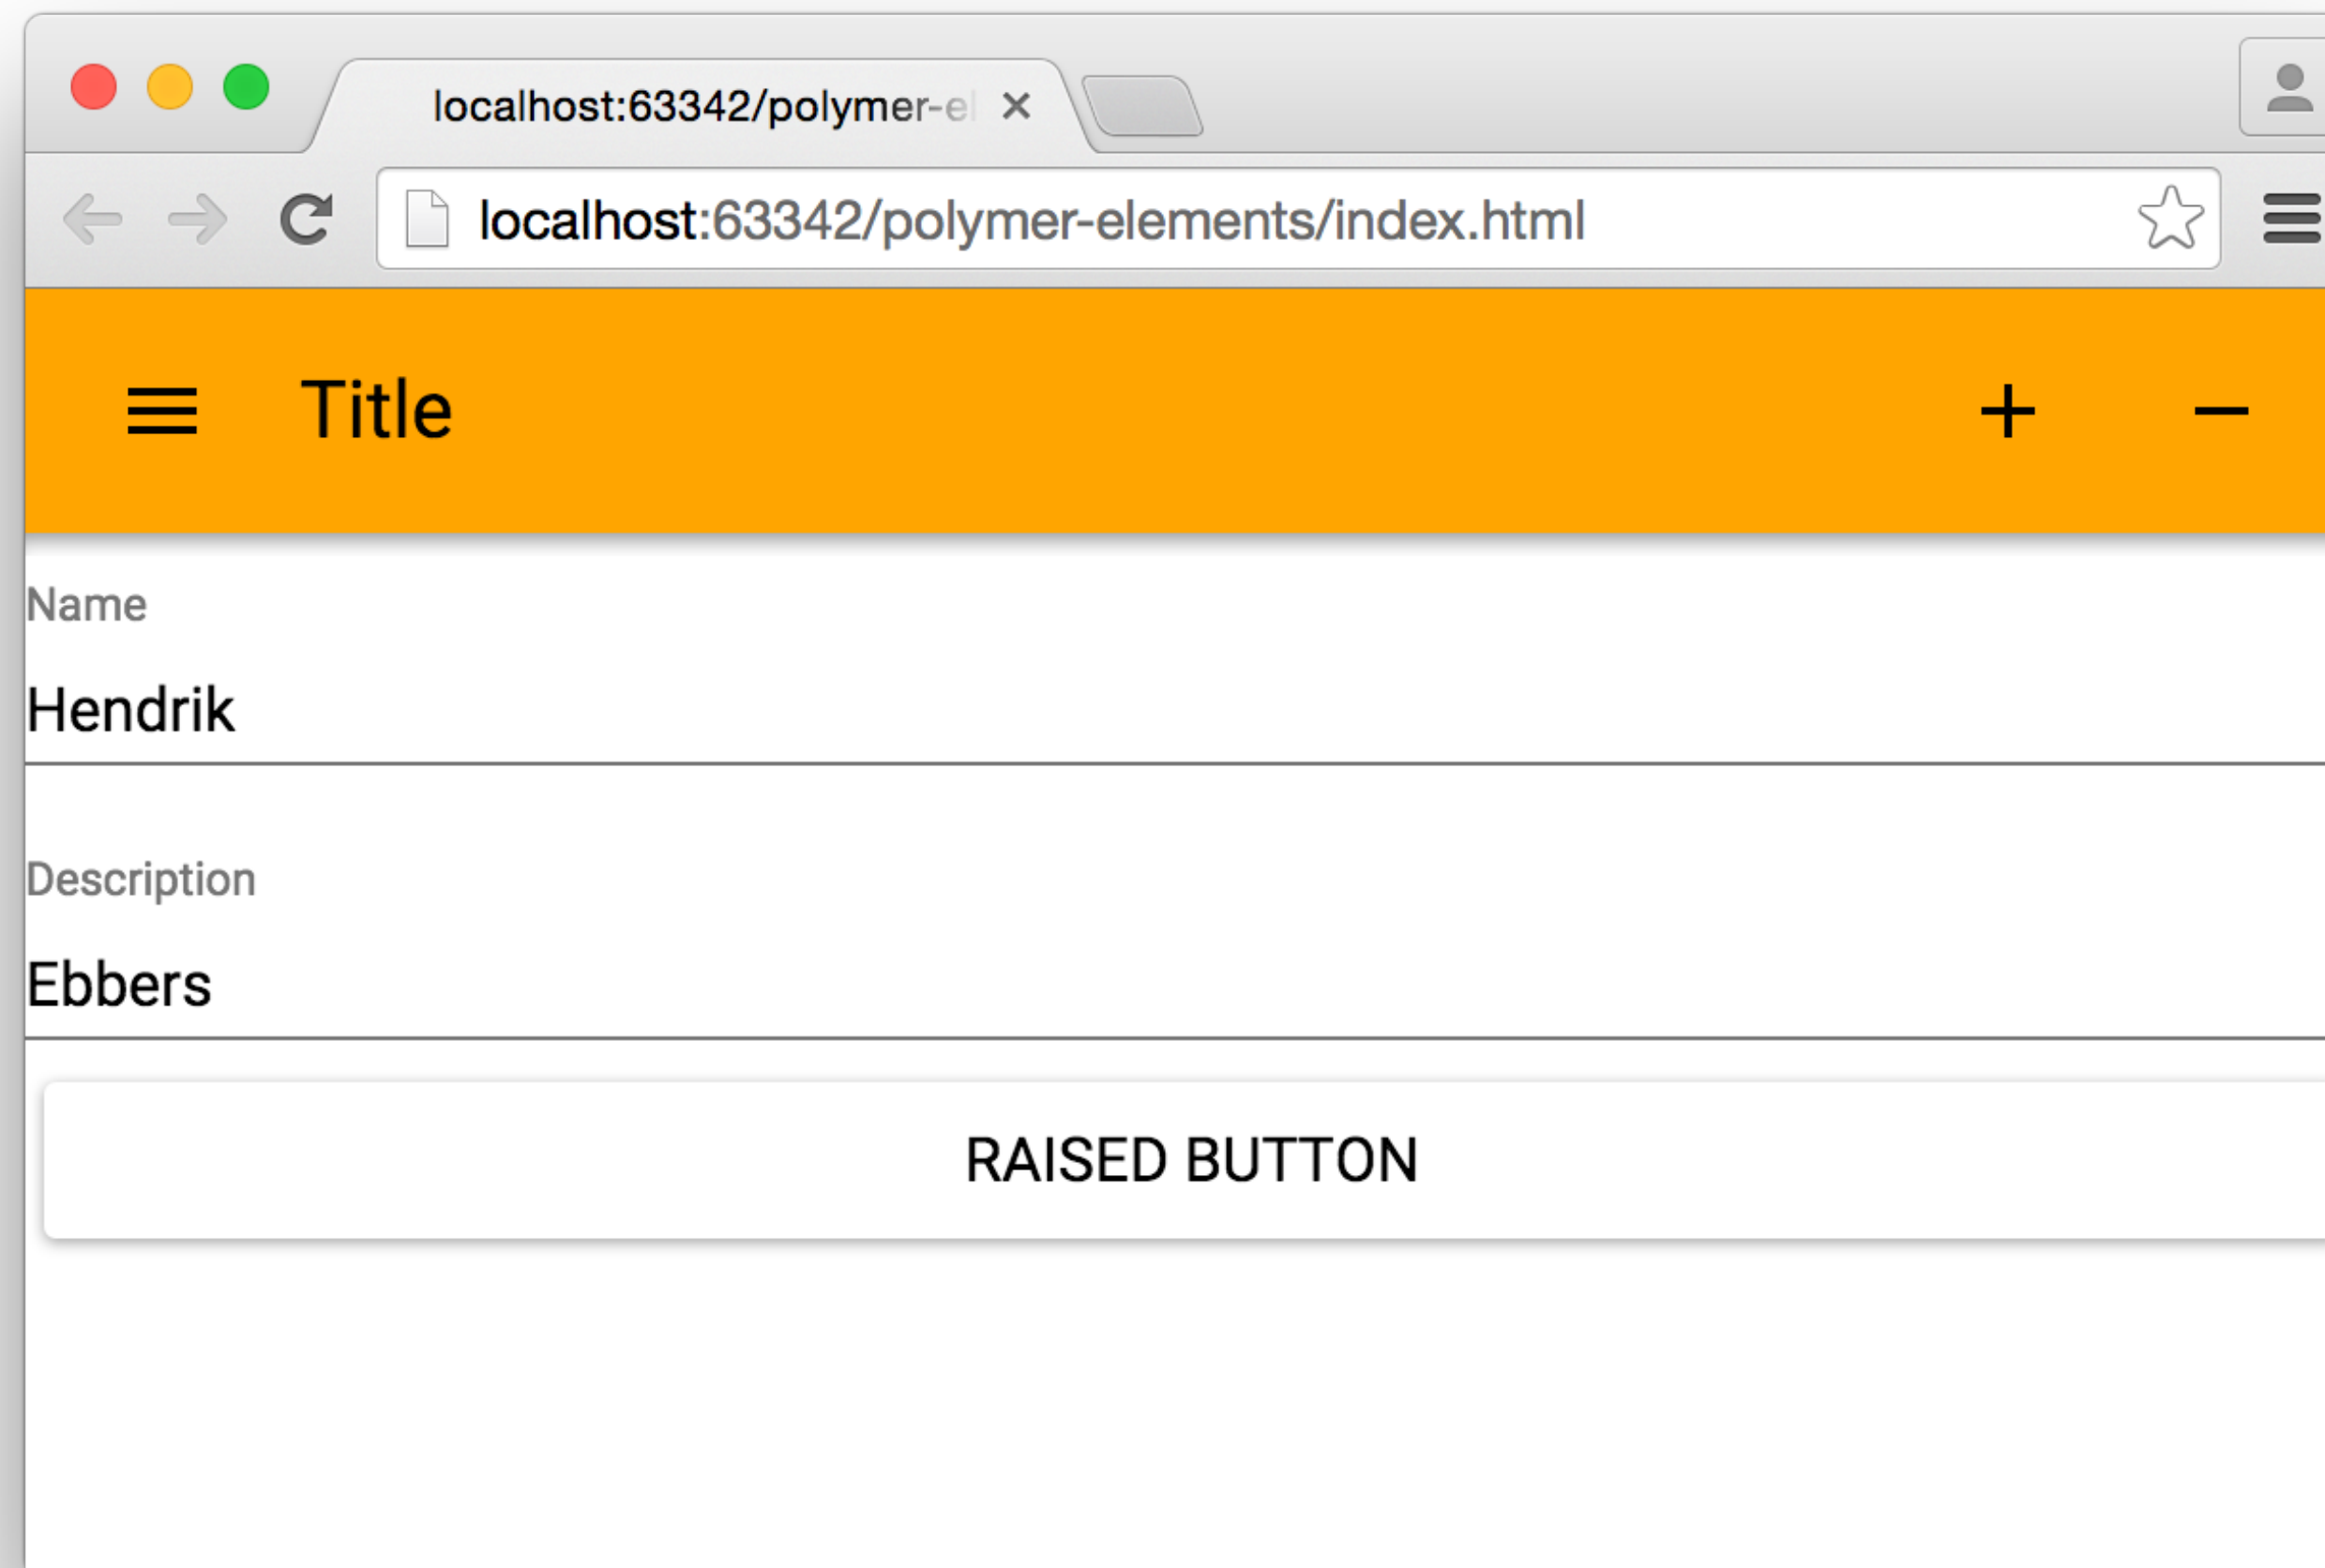 localhost:63342/polymer-el
localhost:63342/polymer-elements/index.html
Title
Name
Hendrik
Description
Ebbers
RAISED BUTTON